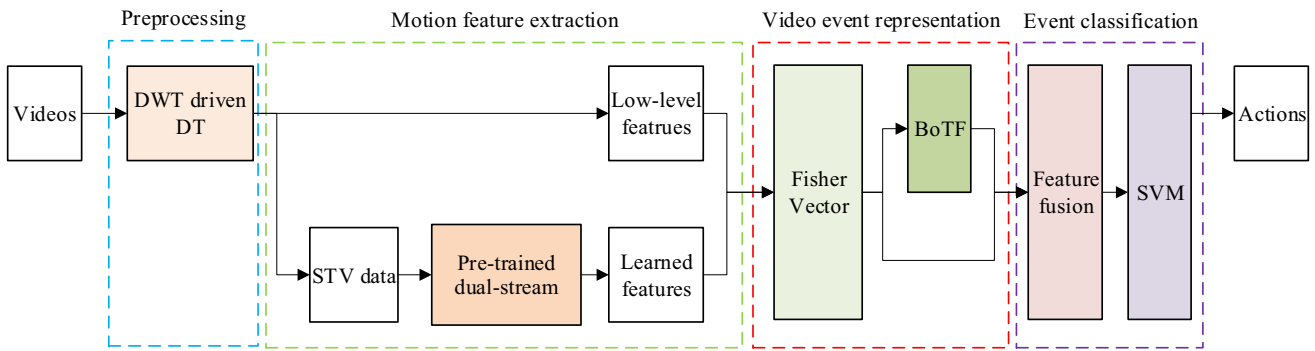 Preprocessing
Motion feature extraction
Video event representation
Event classification
Videos
DWT driven
DT
Low-level
featrues
STV data
Pre-trained
dual-stream
Learned
features
Fisher
Vector
BoTF
Feature
fusion
SVM
Actions